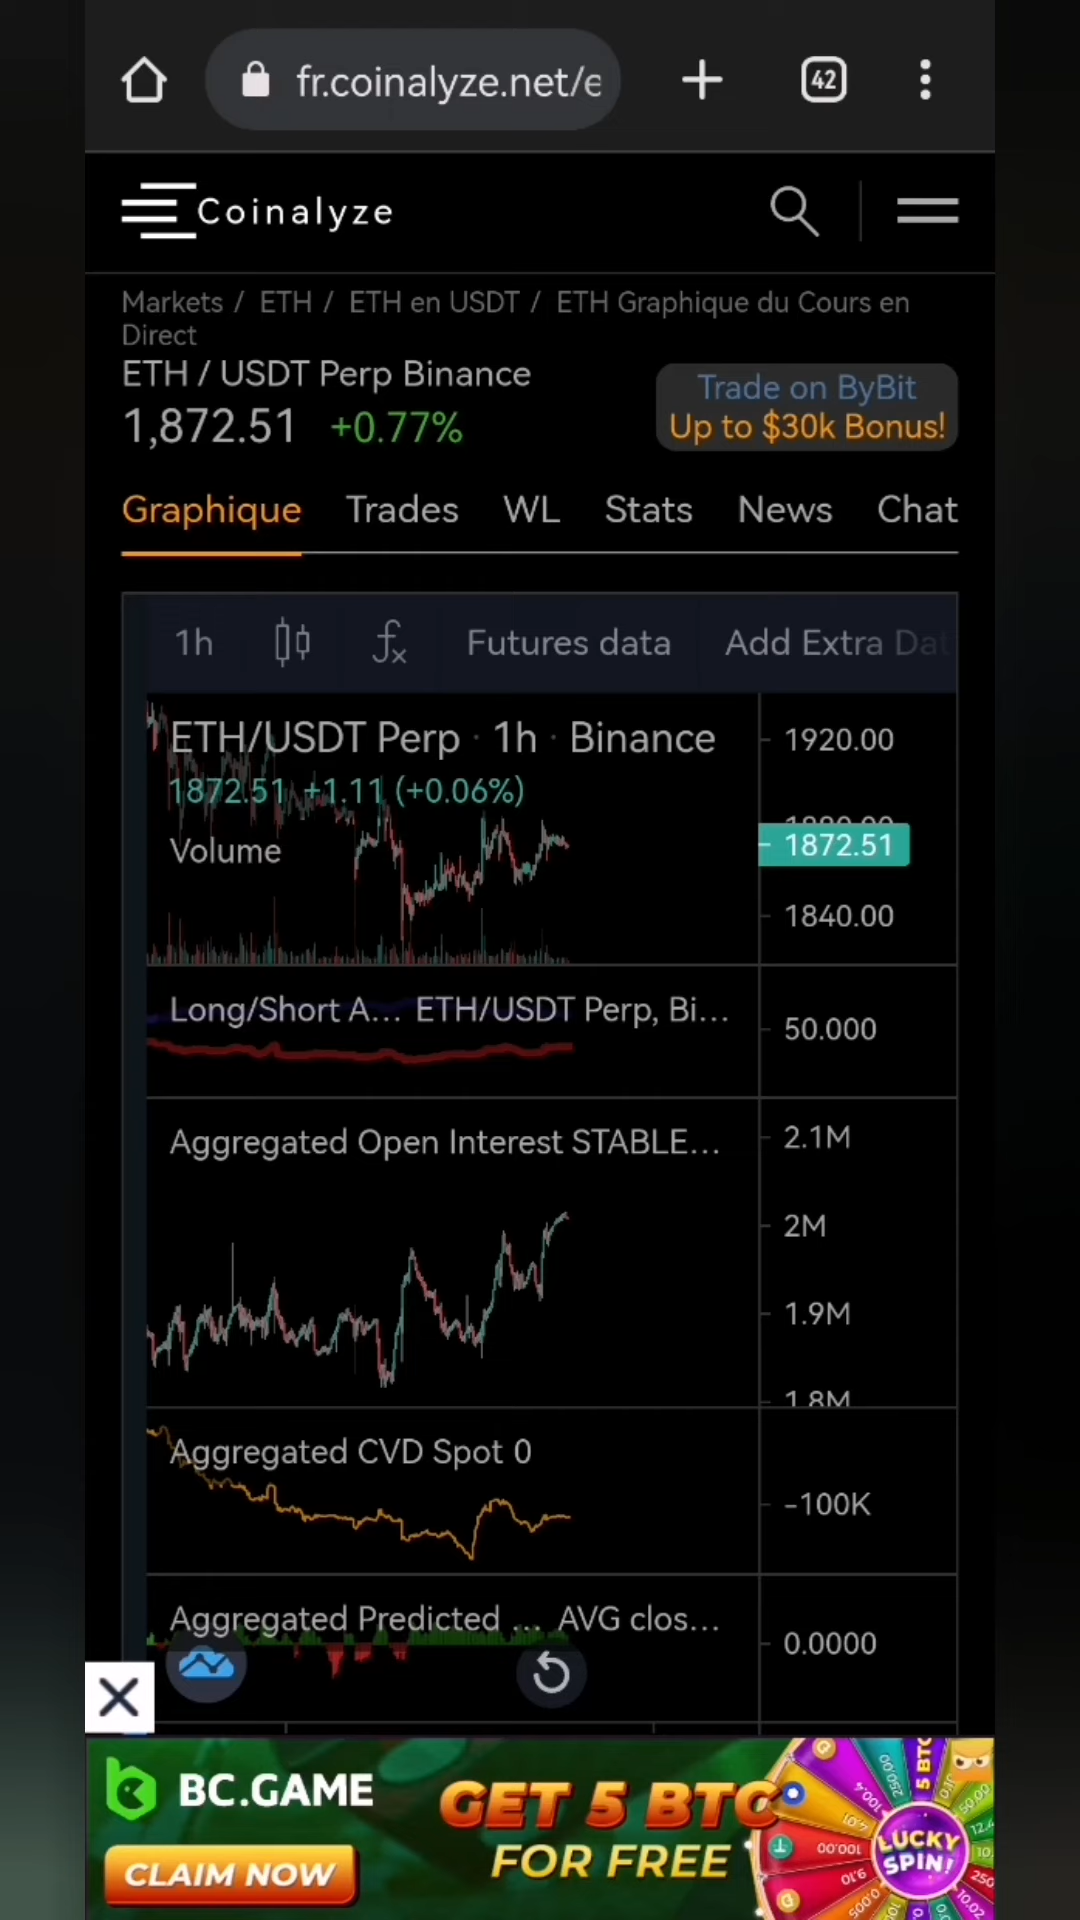 fr.coinalyze.net/e
42
Coinalyze
Markets / ETH / ETH en USDT / ETH Graphique du Cours en
Direct
ETH / USDT Perp Binance
1,872.51 +0.77%
Trade on ByBit
Up to $30k Bonus!
Graphique Trades WL Stats News Chat
1h fx Futures data Add Extra Dat
ETH/USDT Perp · 1h · Binance
1872.51 +1.11 (+0.06%)
Volume
1920.00
1872.51
1840.00
Long/Short A... ETH/USDT Perp, Bi...
50.000
Aggregated Open Interest STABLE...
2.1M
2M
1.9M
1.8M
Aggregated CVD Spot 0
-100K
Aggregated Predicted ... AVG clos...
0.0000
BC.GAME
CLAIM NOW
GET 5 BTC
FOR FREE
LUCKY
SPIN!
5 BTC